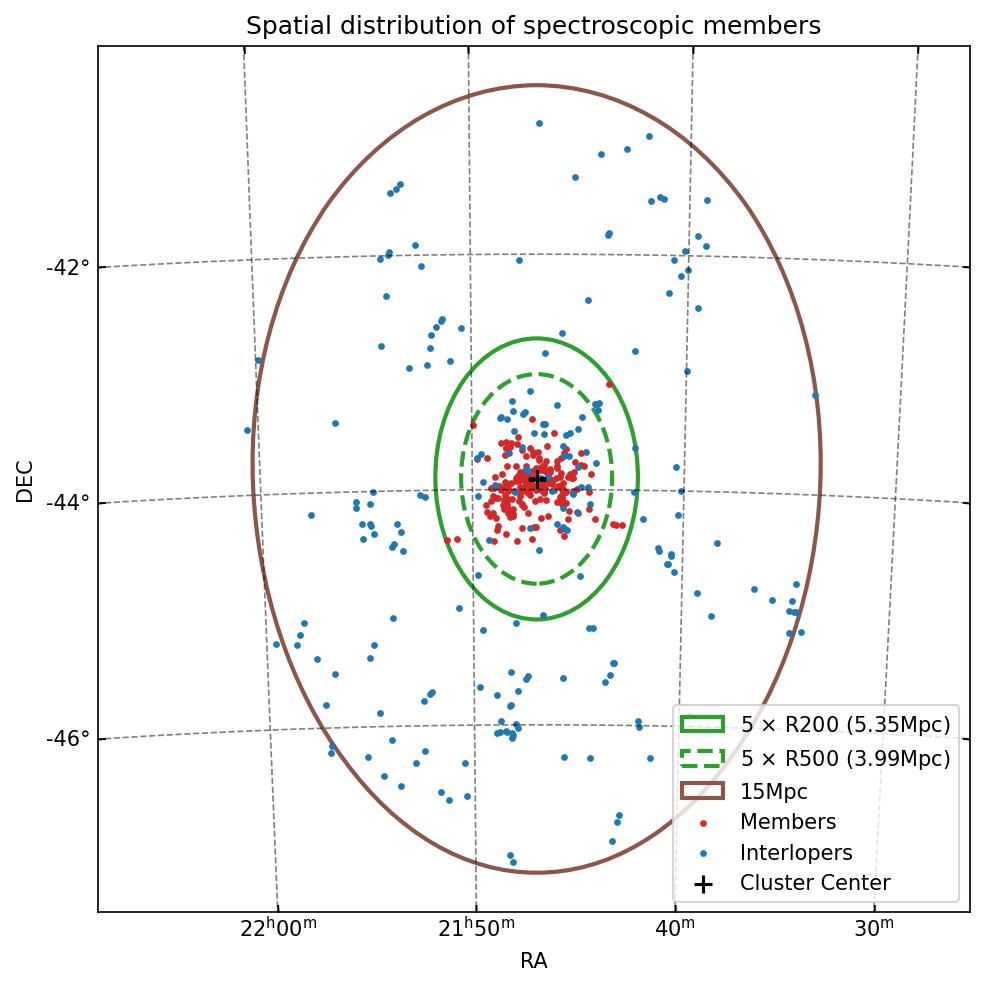 Spatial distribution of spectroscopic members
DEC
-42°
-44°
-46°
5 × R200 (5.35Mpc)
5 × R500 (3.99Mpc)
15Mpc
Members
Interlopers
Cluster Center
22ʰ00ᵐ 21ʰ50ᵐ 40ᵐ 30ᵐ
RA